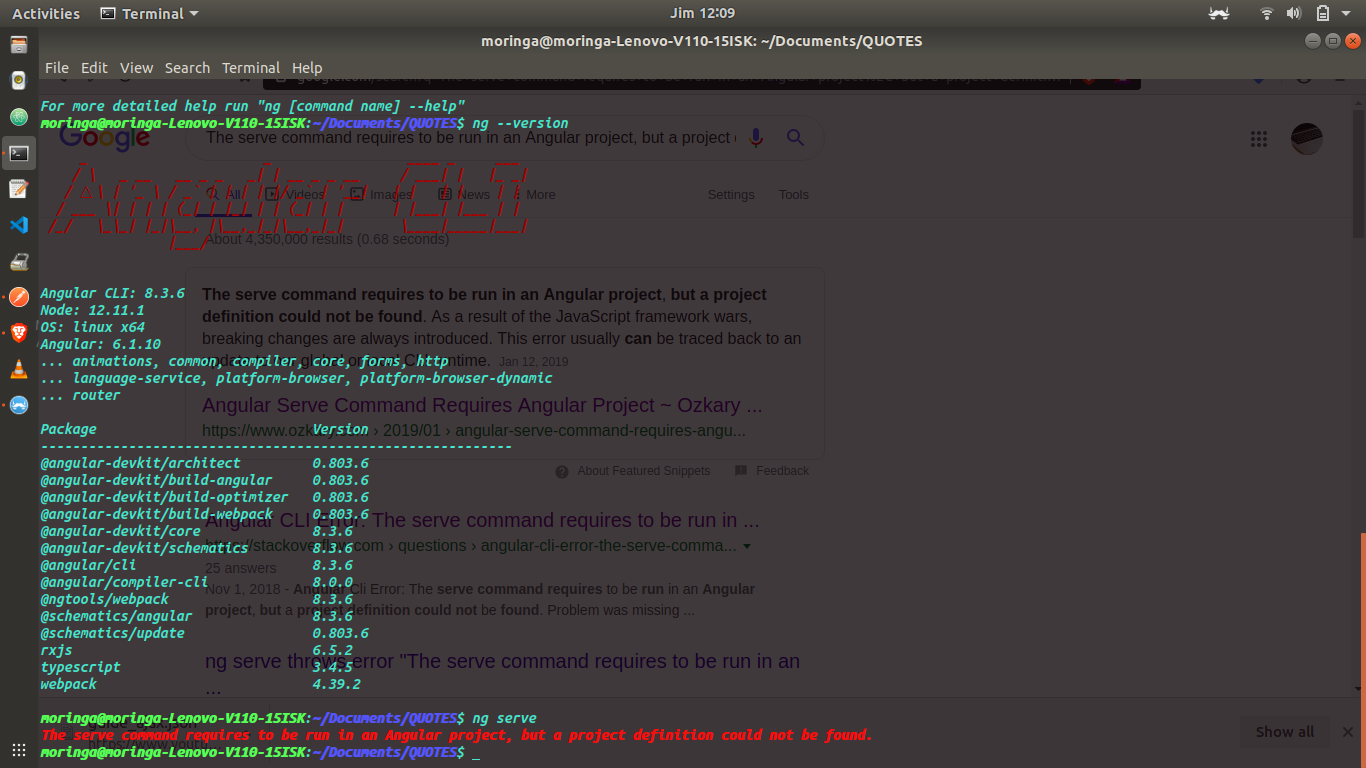 Activities Terminal Jim 12:09
moringa@moringa-Lenovo-V110-15ISK: ~/Documents/QUOTES
File Edit View Search Terminal Help
For more detailed help run "ng [command name] --help"
moringa@moringa-Lenovo-V110-15ISK:~/Documents/QUOTES$ ng --version
Google The serve command requires to be run in an Angular project, but a project
Angular CLI
All Videos Images News More Settings Tools
About 4,350,000 results (0.68 seconds)
Angular CLI: 8.3.6
The serve command requires to be run in an Angular project, but a project
Node: 12.11.1
definition could not be found. As a result of the JavaScript framework wars,
OS: linux x64
breaking changes are always introduced. This error usually can be traced back to an
Angular: 6.1.10
... animations, common, compiler, core, forms, http
Jan 12, 2019
... language-service, platform-browser, platform-browser-dynamic
... router
Angular Serve Command Requires Angular Project ~ Ozkary ...
Package Version
› 2019/01 › angular-serve-command-requires-angu...
------------------------------------------------------------
@angular-devkit/architect 0.803.6
About Featured Snippets Feedback
@angular-devkit/build-angular 0.803.6
@angular-devkit/build-optimizer 0.803.6
@angular-devkit/build-webpack 0.803.6
Angular CLI Error: The serve command requires to be run in ...
@angular-devkit/core 8.3.6
@angular-devkit/schematics 8.3.6
› questions › angular-cli-error-the-serve-comma...
@angular/cli 8.3.6
25 answers
@angular/compiler-cli 8.0.0
Nov 1, 2018 - Angular Cli Error: The serve command requires to be run in an Angular
@ngtools/webpack 8.3.6
project, but a project definition could not be found. Problem was missing ...
@schematics/angular 8.3.6
@schematics/update 0.803.6
rxjs 6.5.2
ng serve throws error "The serve command requires to be run in an
typescript 3.4.5
...
webpack 4.39.2
moringa@moringa-Lenovo-V110-15ISK:~/Documents/QUOTES$ ng serve
The serve command requires to be run in an Angular project, but a project definition could not be found.
Show all
moringa@moringa-Lenovo-V110-15ISK:~/Documents/QUOTES$ _